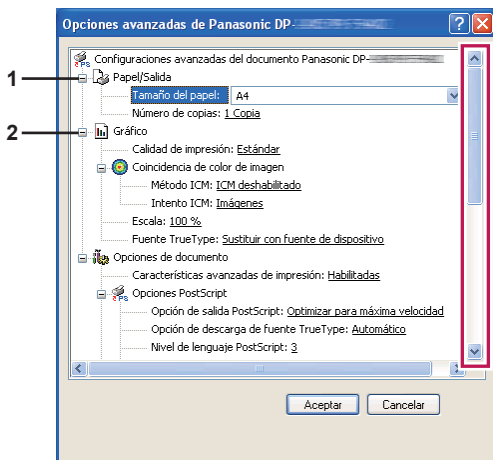 Opciones avanzadas de Panasonic DP-
Configuraciones avanzadas del documento Panasonic DP-
1
Papel/Salida
Tamaño del papel: A4
Número de copias: 1 Copia
2
Gráfico
Calidad de impresión: Estándar
Coincidencia de color de imagen
Método ICM: ICM deshabilitado
Intento ICM: Imágenes
Escala: 100 %
Fuente TrueType: Sustituir con fuente de dispositivo
Opciones de documento
Características avanzadas de impresión: Habilitadas
Opciones PostScript
Opción de salida PostScript: Optimizar para máxima velocidad
Opción de descarga de fuente TrueType: Automático
Nivel de lenguaje PostScript: 3
Aceptar Cancelar